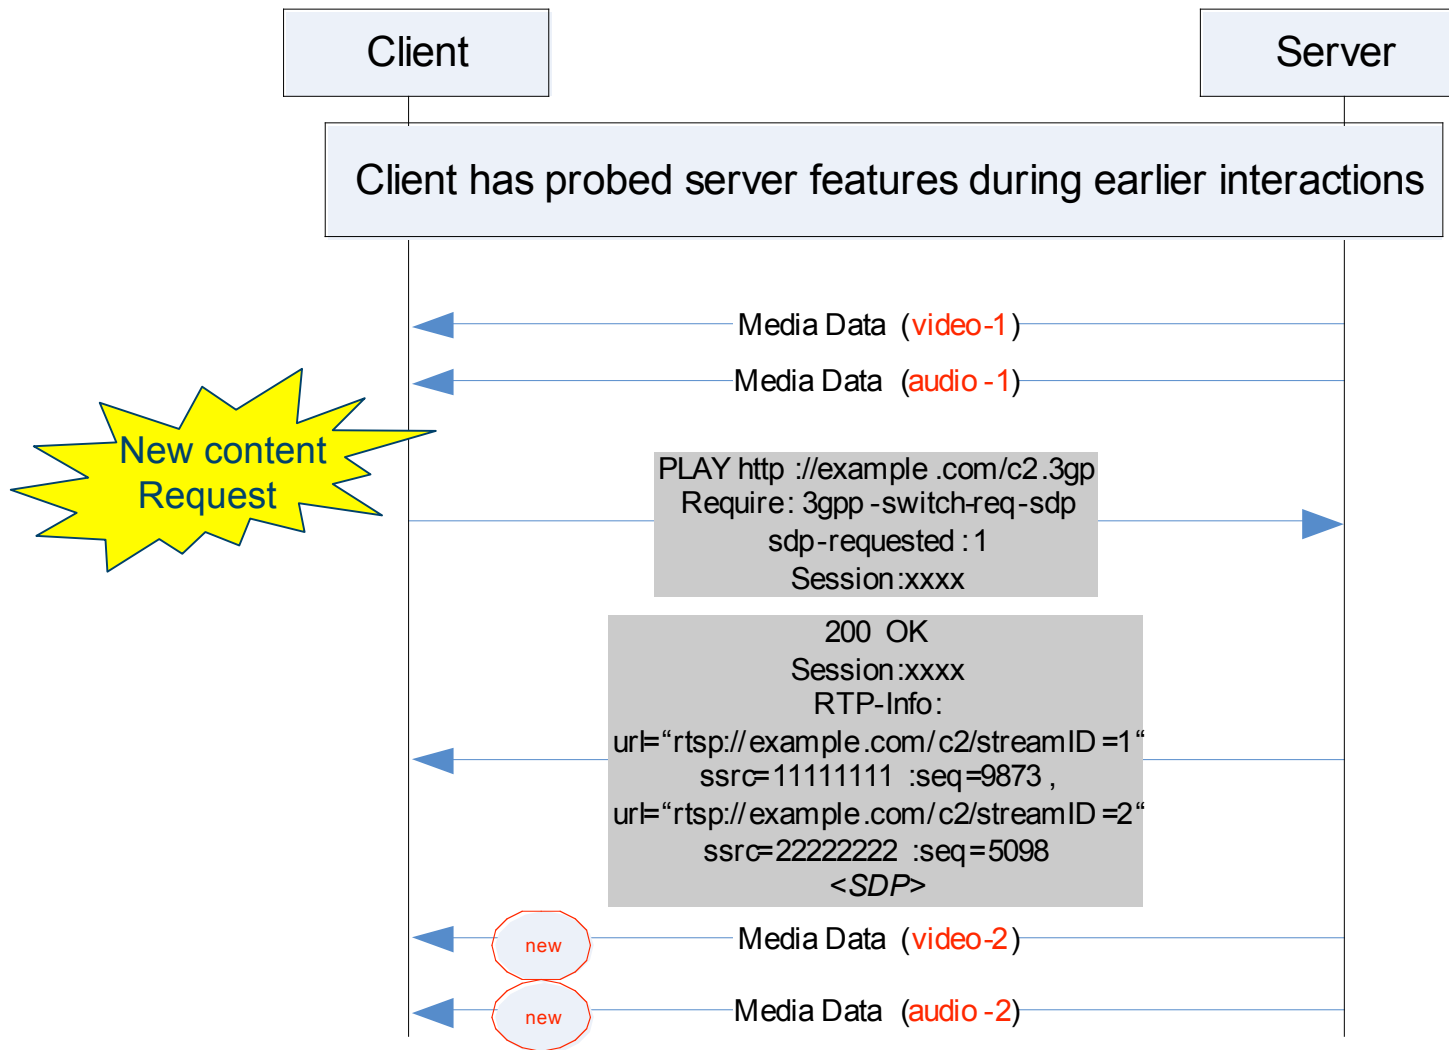 Client
Server
Client has probed server features during earlier interactions
Media Data (video-1)
Media Data (audio -1)
New content
Request
PLAY http ://example .com/c2.3gp
Require: 3gpp -switch-req-sdp
sdp-requested : 1
Session:xxxx
200 OK
Session:xxxx
RTP-Info:
url=“rtsp://example.com/c2/streamID =1“
ssrc=11111111 :seq=9873 ,
url=“rtsp://example.com/c2/streamID =2“
ssrc=22222222 :seq=5098
<SDP>
new
Media Data (video-2)
new
Media Data (audio -2)